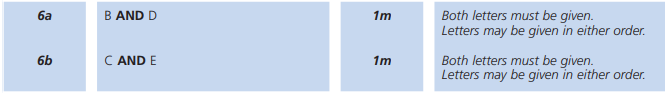 6a B AND D 1m Both letters must be given.
Letters may be given in either order.
6b C AND E 1m Both letters must be given.
Letters may be given in either order.